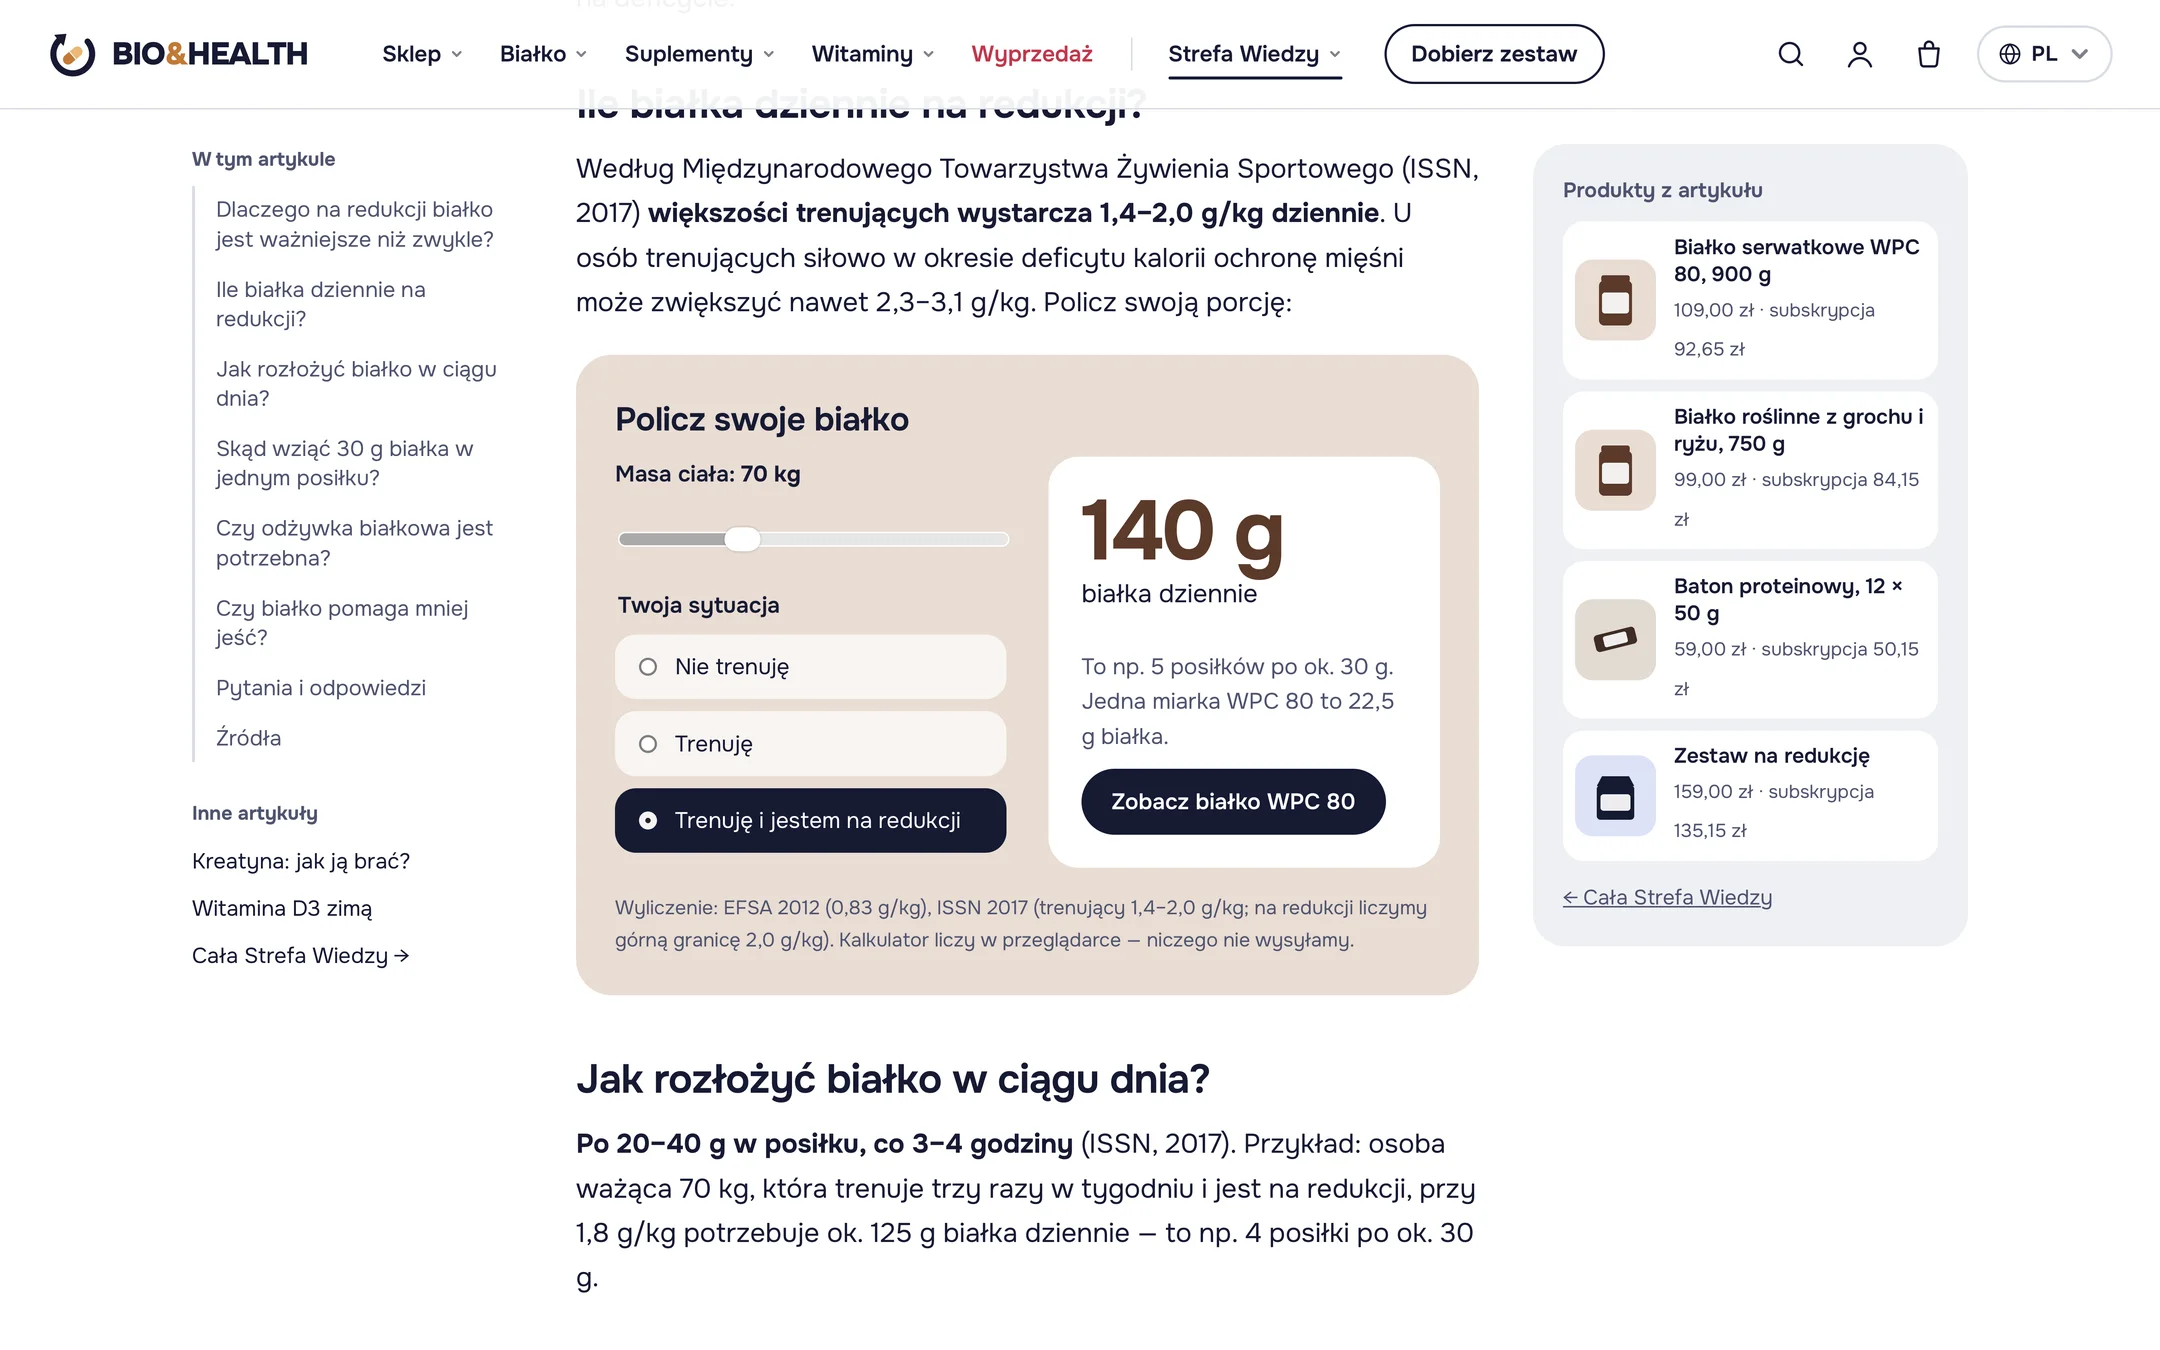 na deficycie.
BIO&HEALTH
Sklep
Białko
Suplementy
Witaminy
Wyprzedaż
Strefa Wiedzy
Dobierz zestaw
PL
W tym artykule
Dlaczego na redukcji białko
jest ważniejsze niż zwykle?
Ile białka dziennie na
redukcji?
Jak rozłożyć białko w ciągu
dnia?
Skąd wziąć 30 g białka w
jednym posiłku?
Czy odżywka białkowa jest
potrzebna?
Czy białko pomaga mniej
jeść?
Pytania i odpowiedzi
Źródła
Inne artykuły
Kreatyna: jak ją brać?
Witamina D3 zimą
Cała Strefa Wiedzy →
Ile białka dziennie na redukcji?
Według Międzynarodowego Towarzystwa Żywienia Sportowego (ISSN,
2017) większości trenujących wystarcza 1,4–2,0 g/kg dziennie. U
osób trenujących siłowo w okresie deficytu kalorii ochronę mięśni
może zwiększyć nawet 2,3–3,1 g/kg. Policz swoją porcję:
Policz swoje białko
Masa ciała: 70 kg
Twoja sytuacja
Nie trenuję
Trenuję
Trenuję i jestem na redukcji
140 g
białka dziennie
To np. 5 posiłków po ok. 30 g.
Jedna miarka WPC 80 to 22,5
g białka.
Zobacz białko WPC 80
Wyliczenie: EFSA 2012 (0,83 g/kg), ISSN 2017 (trenujący 1,4–2,0 g/kg; na redukcji liczymy
górną granicę 2,0 g/kg). Kalkulator liczy w przeglądarce — niczego nie wysyłamy.
Jak rozłożyć białko w ciągu dnia?
Po 20–40 g w posiłku, co 3–4 godziny (ISSN, 2017). Przykład: osoba
ważąca 70 kg, która trenuje trzy razy w tygodniu i jest na redukcji, przy
1,8 g/kg potrzebuje ok. 125 g białka dziennie — to np. 4 posiłki po ok. 30
g.
Produkty z artykułu
Białko serwatkowe WPC
80, 900 g
109,00 zł · subskrypcja
92,65 zł
Białko roślinne z grochu i
ryżu, 750 g
99,00 zł · subskrypcja 84,15
zł
Baton proteinowy, 12 ×
50 g
59,00 zł · subskrypcja 50,15
zł
Zestaw na redukcję
159,00 zł · subskrypcja
135,15 zł
← Cała Strefa Wiedzy